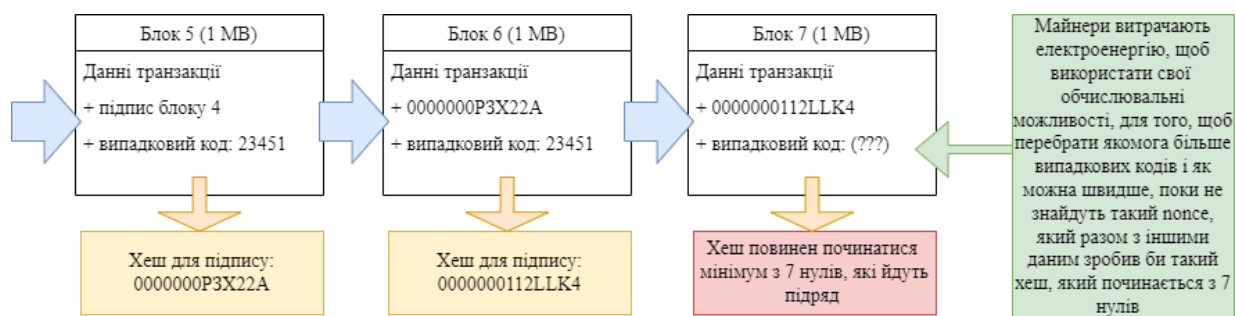 Блок 5 (1 MB)
Данні транзакції
+ підпис блоку 4
+ випадковий код: 23451
Хеш для підпису:
0000000P3X22A
Блок 6 (1 MB)
Данні транзакції
+ 0000000P3X22A
+ випадковий код: 23451
Хеш для підпису:
0000000112LLK4
Блок 7 (1 MB)
Данні транзакції
+ 0000000112LLK4
+ випадковий код: (???)
Хеш повинен початися
мінімум з 7 нулів, які йдуть
підряд
Майнери витрачають
електроенергію, щоб
використати свої
обчислювальні
можливості, для того, щоб
перебрати якомога більше
випадкових кодів і як
можна швидше, поки не
знайдуть такий nonce,
який разом з іншими
даним зробив би такий
хеш, який починається з 7
нулів